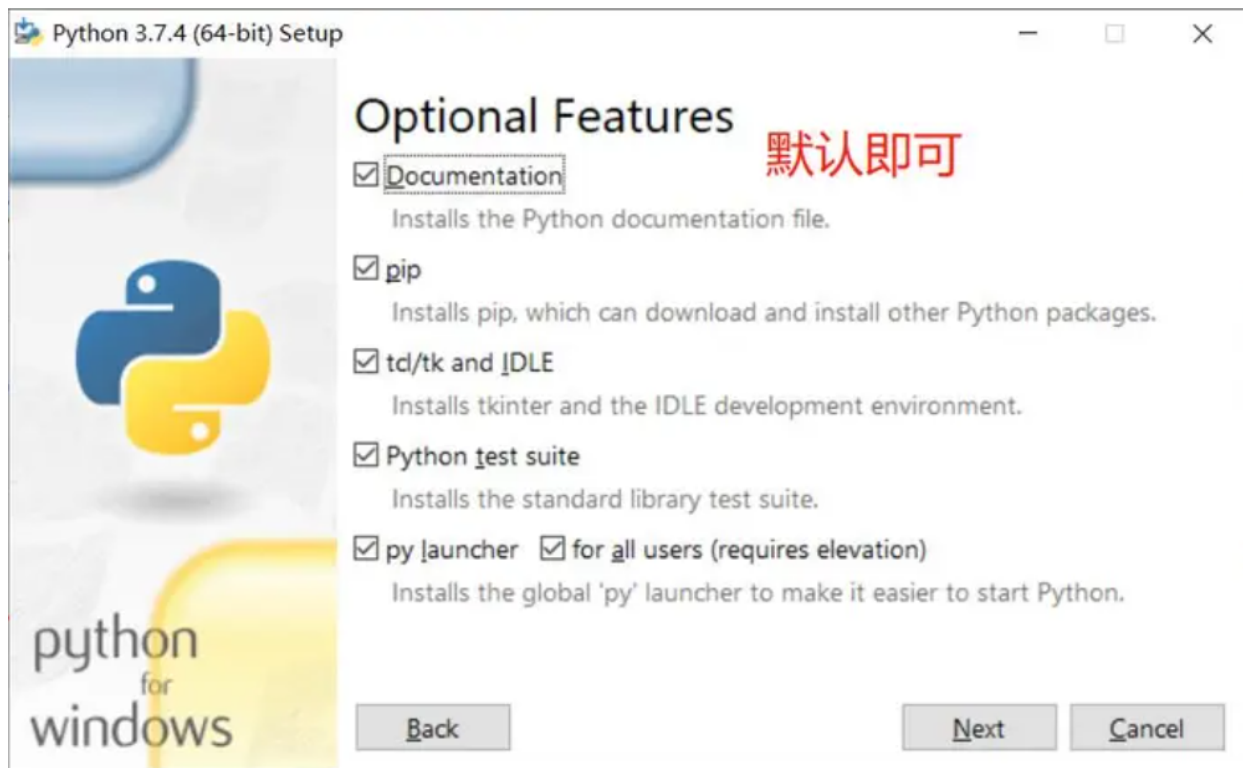 Python 3.7.4 (64-bit) Setup
Optional Features
默认即可
Documentation
Installs the Python documentation file.
pip
Installs pip, which can download and install other Python packages.
tcl/tk and IDLE
Installs tkinter and the IDLE development environment.
Python test suite
Installs the standard library test suite.
py launcher for all users (requires elevation)
Installs the global 'py' launcher to make it easier to start Python.
python
for
windows
Back Next Cancel